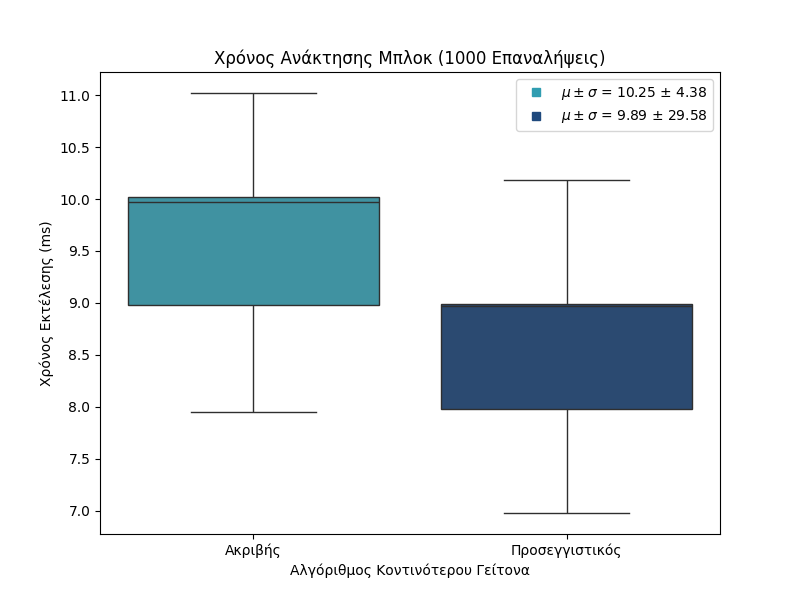 Χρόνος Ανάκτησης Μπλοκ (1000 Επαναλήψεις)
μ ± σ = 10.25 ± 4.38
μ ± σ = 9.89 ± 29.58
Χρόνος Εκτέλεσης (ms)
11.0
10.5
10.0
9.5
9.0
8.5
8.0
7.5
7.0
Ακριβής
Προσεγγιστικός
Αλγόριθμος Κοντινότερου Γείτονα